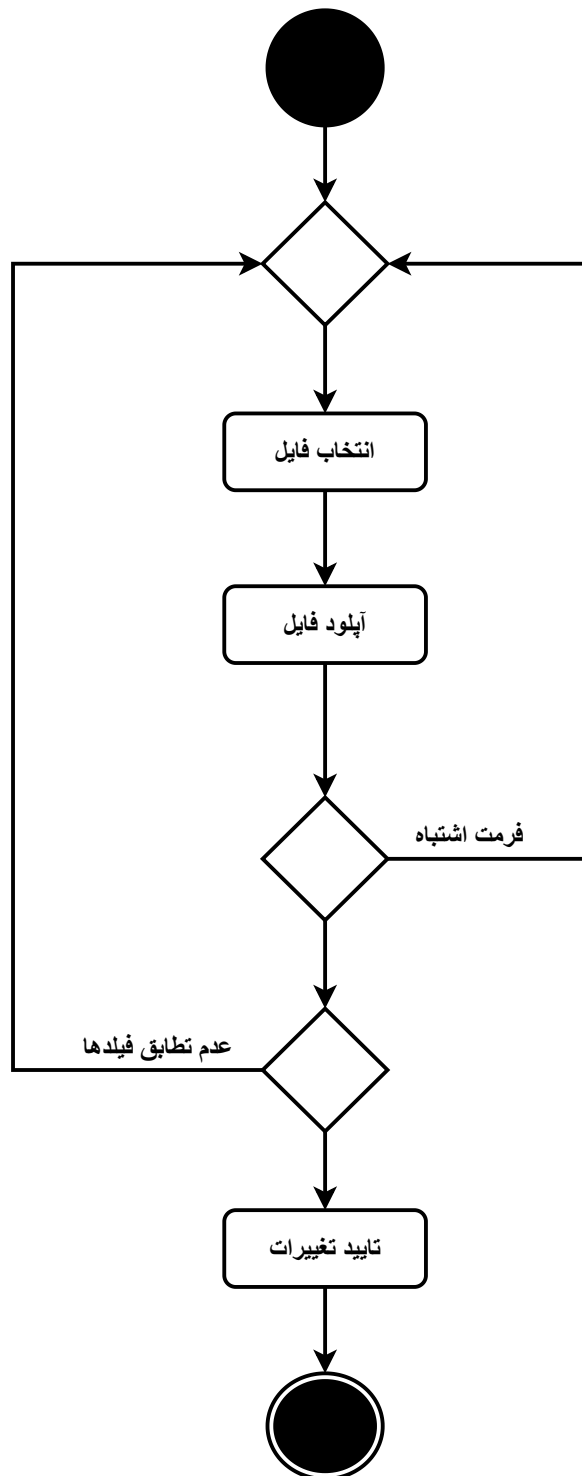 انتخاب فایل
آپلود فایل
فرمت اشتباه
عدم تطابق فیلدها
تایید تغییرات